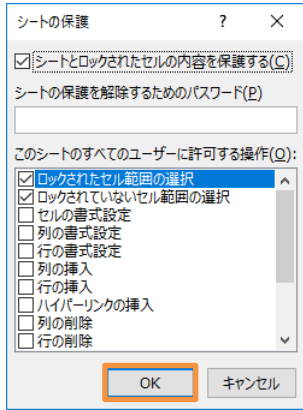 シートの保護 ? ×
シートとロックされたセルの内容を保護する(C)
シートの保護を解除するためのパスワード(P)
このシートのすべてのユーザーに許可する操作(O):
ロックされたセル範囲の選択
ロックされていないセル範囲の選択
セルの書式設定
列の書式設定
行の書式設定
列の挿入
行の挿入
ハイパーリンクの挿入
列の削除
行の削除
OK キャンセル